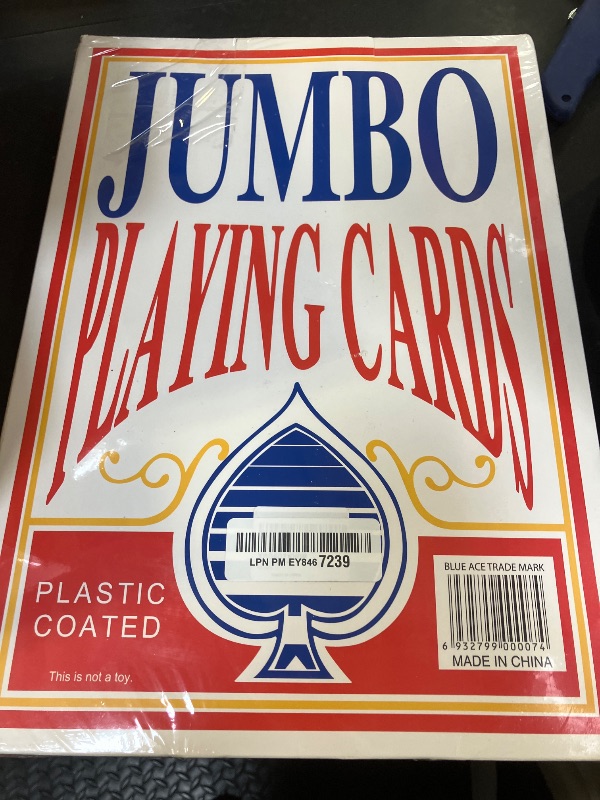 JUMBO
PLAYING CARDS
LPN PM EY846 7239
PLASTIC
COATED
This is not a toy.
BLUE ACE TRADE MARK
6 932799 000074
MADE IN CHINA